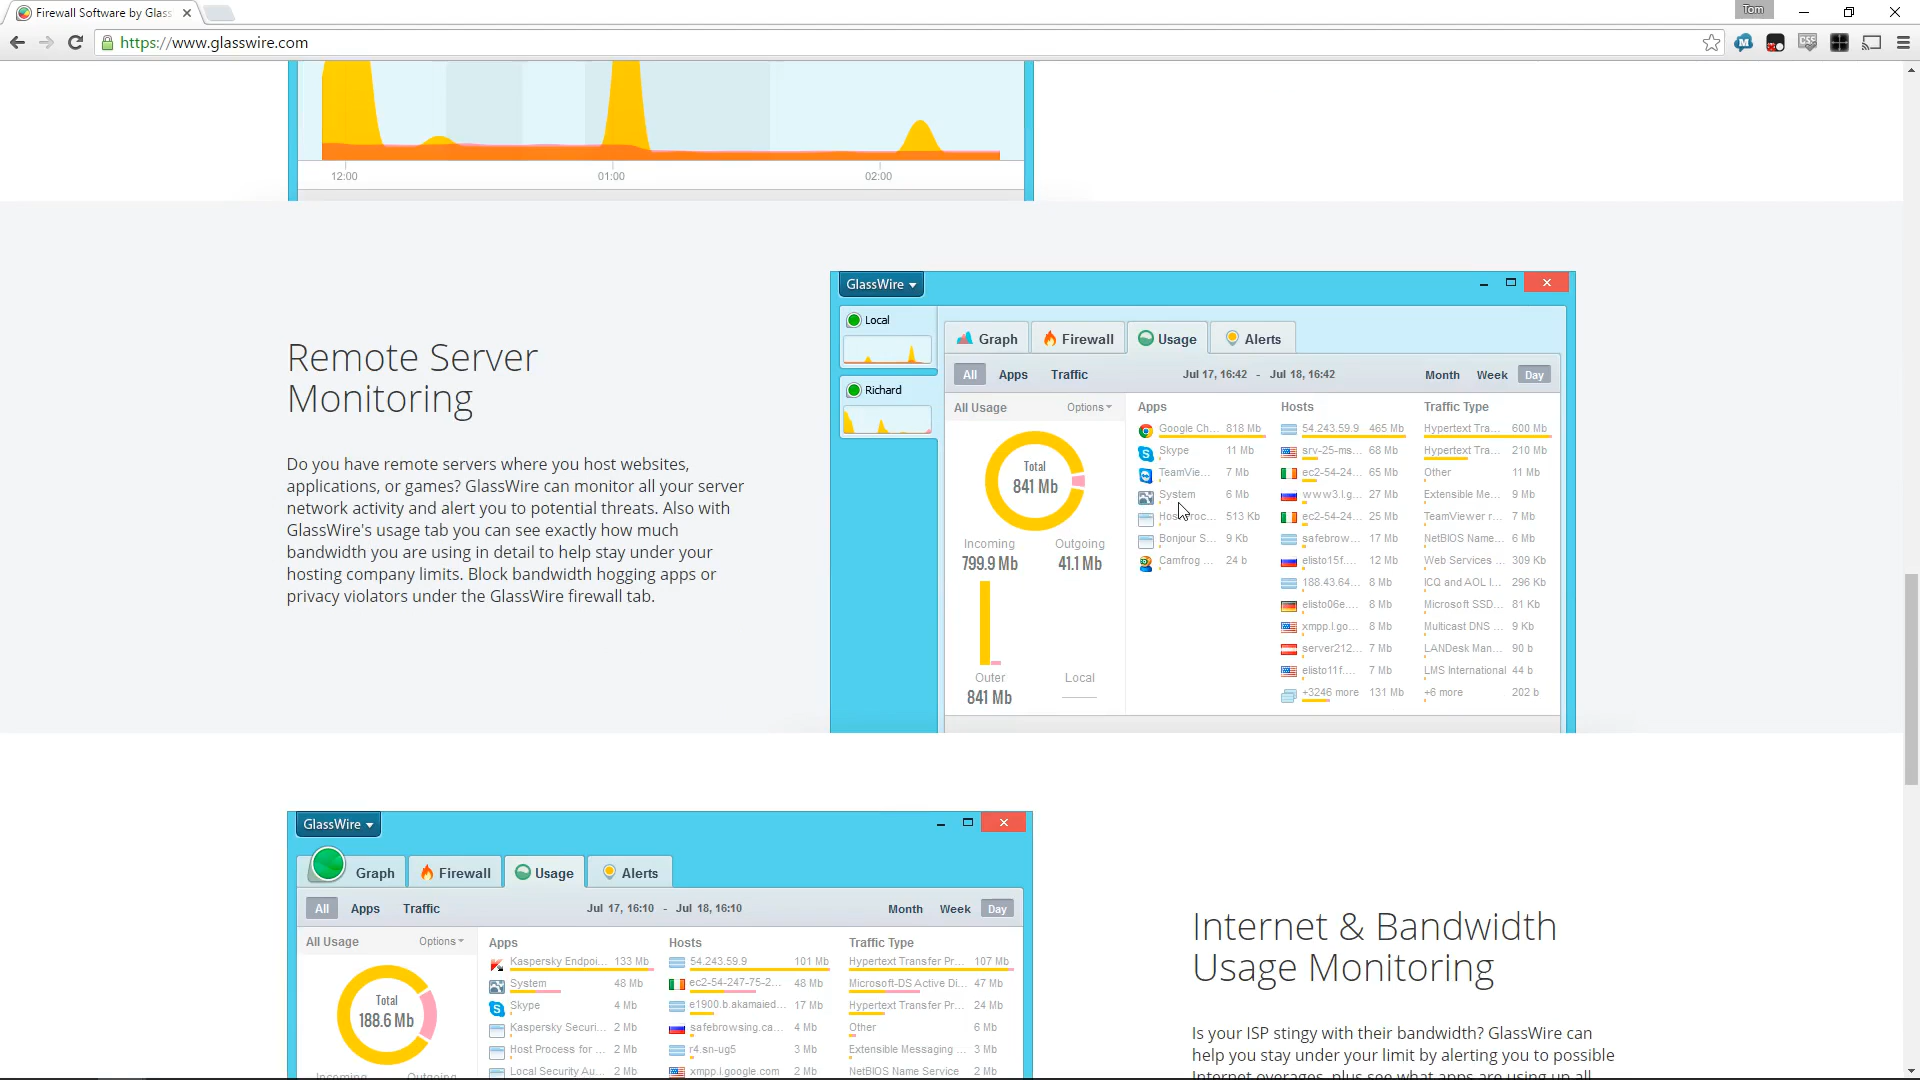 Firewall Software by Glass
Tom
https://www.glasswire.com
12:00
01:00
02:00
Remote Server
Monitoring
Do you have remote servers where you host websites,
applications, or games? GlassWire can monitor all your server
network activity and alert you to potential threats. Also with
GlassWire's usage tab you can see exactly how much
bandwidth you are using in detail to help stay under your
hosting company limits. Block bandwidth hogging apps or
privacy violators under the GlassWire firewall tab.
GlassWire
Local
Richard
Graph Firewall Usage Alerts
All Apps Traffic Jul 17, 16:42 - Jul 18, 16:42 Month Week Day
All Usage Options
Total
841 Mb
Incoming Outgoing
799.9 Mb 41.1 Mb
Outer Local
841 Mb
Apps
Google Ch... 818 Mb
Skype 11 Mb
TeamVie... 7 Mb
System 6 Mb
513 Kb
Bonjour S... 9 Kb
Camfrog ... 24 b
Hosts
54.243.59.9 465 Mb
srv-25-ms... 68 Mb
ec2-54-24... 65 Mb
www3.l.g... 27 Mb
ec2-54-24... 25 Mb
safebrow... 17 Mb
elisto15f.... 12 Mb
188.43.64... 8 Mb
elisto06e.... 8 Mb
xmpp.l.go... 8 Mb
server212... 7 Mb
elisto11f.... 7 Mb
+3246 more 131 Mb
Traffic Type
Hypertext Tra... 600 Mb
Hypertext Tra... 210 Mb
Other 11 Mb
Extensible Me... 9 Mb
TeamViewer r... 7 Mb
NetBIOS Name... 6 Mb
Web Services ... 309 Kb
ICQ and AOL I... 296 Kb
Microsoft SSD... 81 Kb
Multicast DNS ... 9 Kb
LANDesk Man... 90 b
LMS International 44 b
+6 more 202 b
GlassWire
Graph Firewall Usage Alerts
All Apps Traffic Jul 17, 16:10 - Jul 18, 16:10 Month Week Day
All Usage Options
Total
188.6 Mb
Incoming Outgoing
Apps
Kaspersky Endpoi... 133 Mb
System 48 Mb
Skype 4 Mb
Kaspersky Securi... 2 Mb
Host Process for ... 2 Mb
Local Security Au... 2 Mb
Hosts
54.243.59.9 101 Mb
ec2-54-247-75-2... 48 Mb
e1900.b.akamaied... 17 Mb
safebrowsing.ca... 4 Mb
r4.sn-ug5 3 Mb
xmpp.l.google.com 2 Mb
Traffic Type
Hypertext Transfer Pr... 107 Mb
Microsoft-DS Active Di... 47 Mb
Hypertext Transfer Pr... 24 Mb
Other 6 Mb
Extensible Messaging ... 3 Mb
NetBIOS Name Service 2 Mb
Internet & Bandwidth
Usage Monitoring
Is your ISP stingy with their bandwidth? GlassWire can
help you stay under your limit by alerting you to possible
Internet overages, plus see what apps are using up all